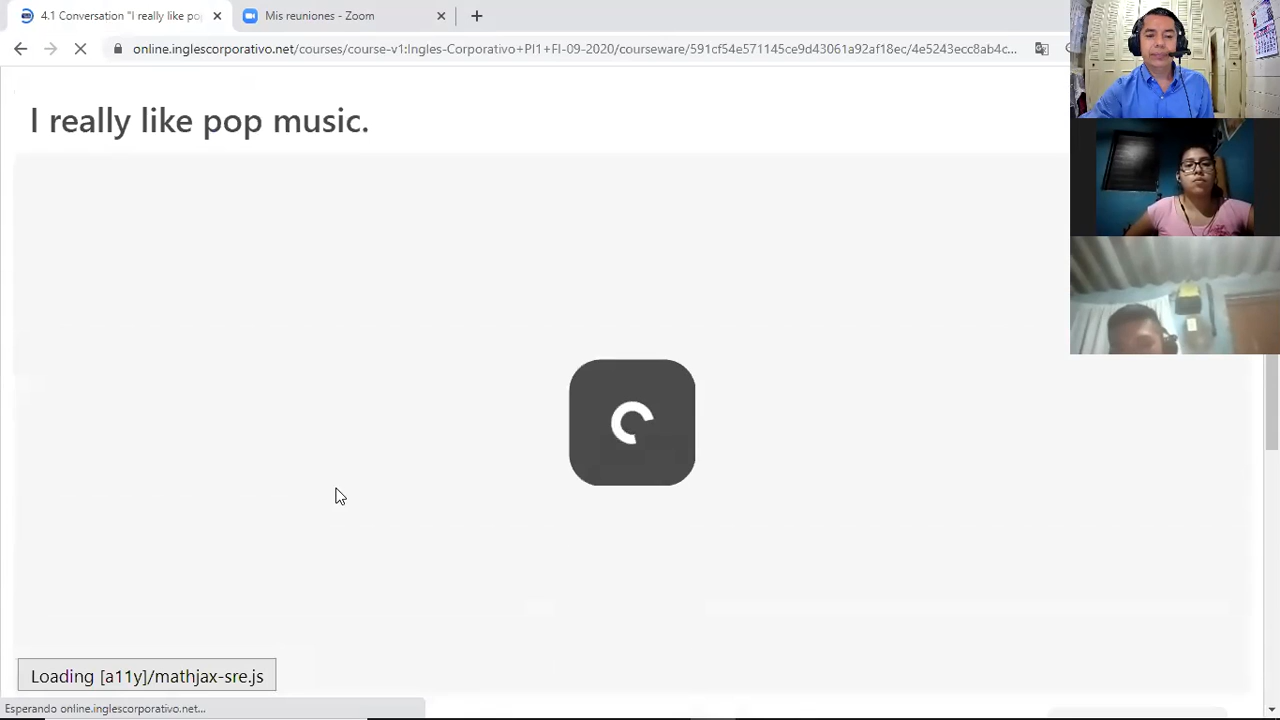 4.1 Conversation "I really like po
Mis reuniones - Zoom
online.inglescorporativo.net/courses/course-v1:Ingles-Corporativo+PI1+FI-09-2020/courseware/591cf54e571145ce9d43961a92af18dc/4e5243ecc8ab4c...
I really like pop music.
Loading [a11y]/mathjax-sre.js
Esperando online.inglescorporativo.net...